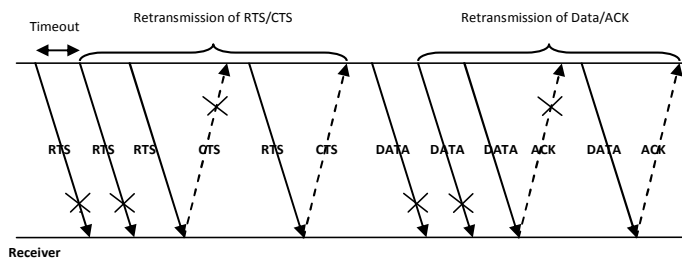 Retransmission of RTS/CTS
Retransmission of Data/ACK
Timeout
RTS RTS RTS CTS RTS CTS DATA DATA DATA ACK DATA ACK
Receiver